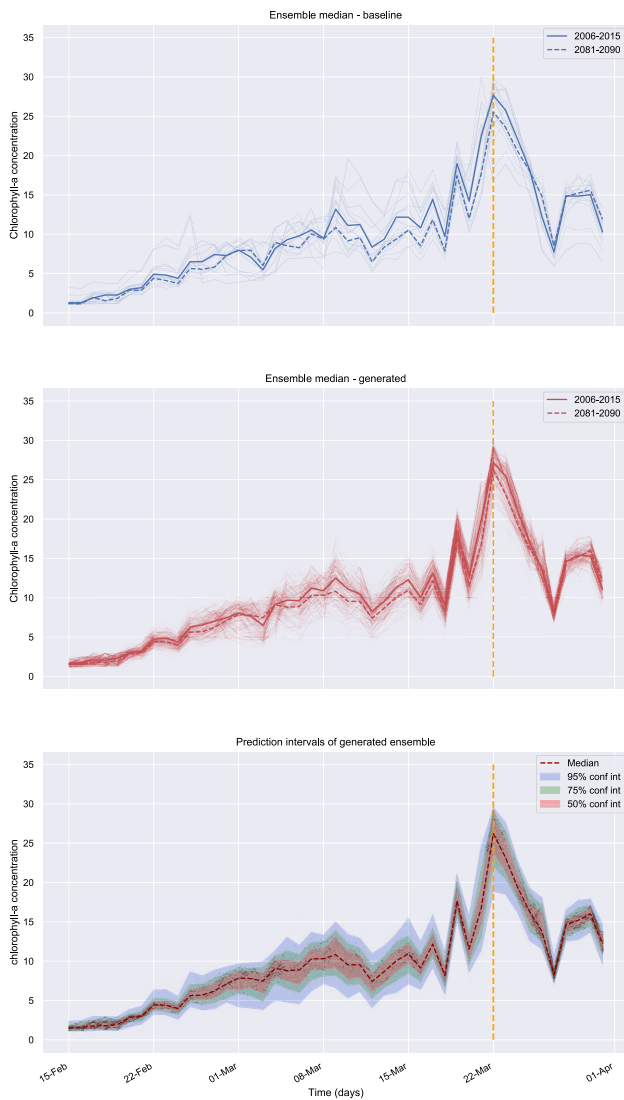 Ensemble median - baseline
2006-2015
2081-2090
Chlorophyll-a concentration
35
30
25
20
15
10
5
0
Ensemble median - generated
2006-2015
2081-2090
Chlorophyll-a concentration
35
30
25
20
15
10
5
0
Prediction intervals of generated ensemble
Median
95% conf int
75% conf int
50% conf int
chlorophyll-a concentration
35
30
25
20
15
10
5
0
15-Feb
22-Feb
01-Mar
08-Mar
15-Mar
22-Mar
01-Apr
Time (days)